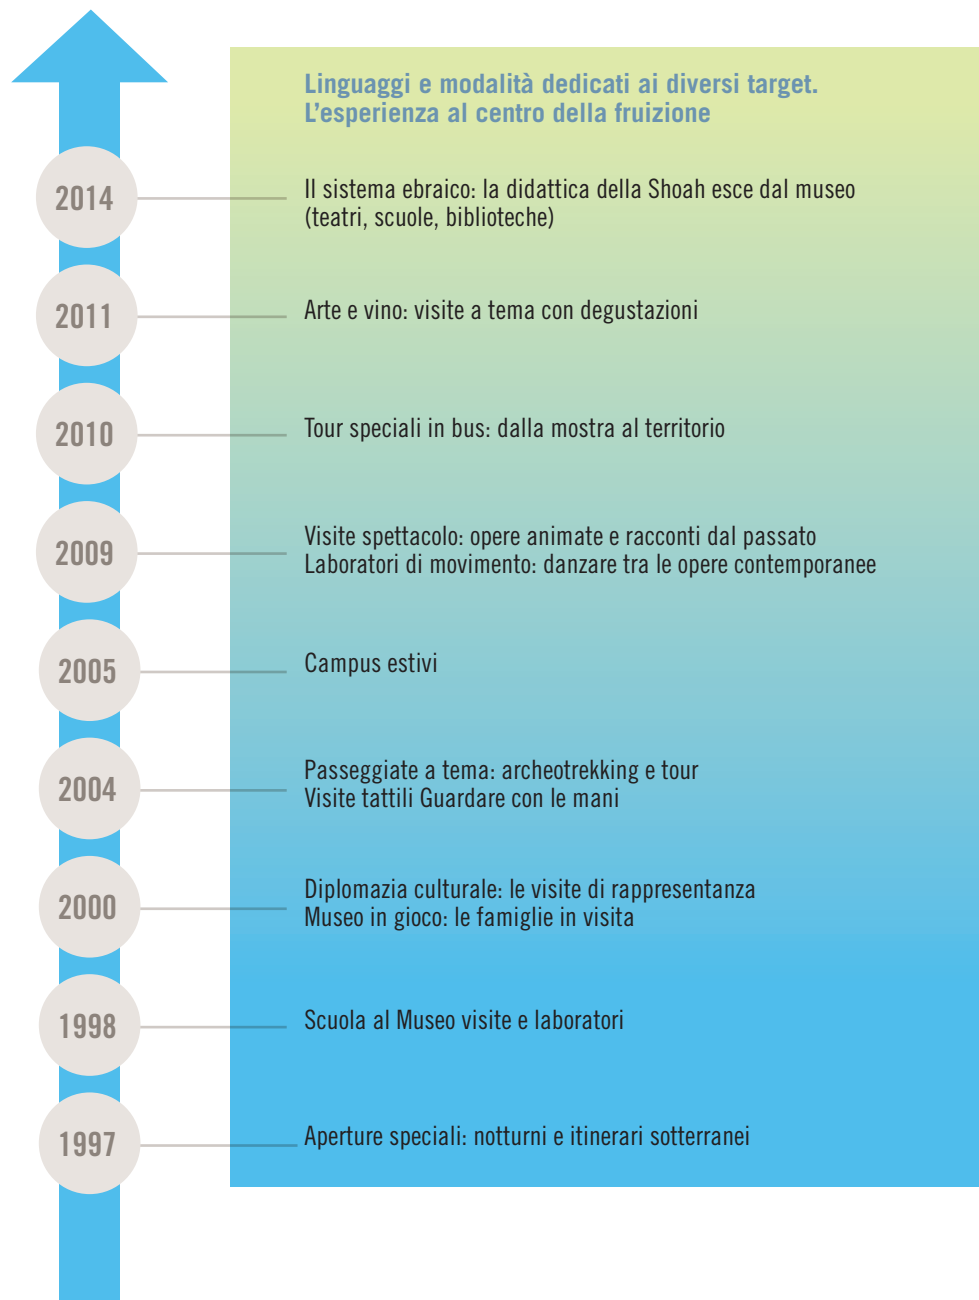 Linguaggi e modalità dedicati ai diversi target.
L’esperienza al centro della fruizione
2014
Il sistema ebraico: la didattica della Shoah esce dal museo
(teatri, scuole, biblioteche)
2011
Arte e vino: visite a tema con degustazioni
2010
Tour speciali in bus: dalla mostra al territorio
2009
Visite spettacolo: opere animate e racconti dal passato
Laboratori di movimento: danzare tra le opere contemporanee
2005
Campus estivi
2004
Passeggiate a tema: archeotrekking e tour
Visite tattili Guardare con le mani
2000
Diplomazia culturale: le visite di rappresentanza
Museo in gioco: le famiglie in visita
1998
Scuola al Museo visite e laboratori
1997
Aperture speciali: notturni e itinerari sotterranei